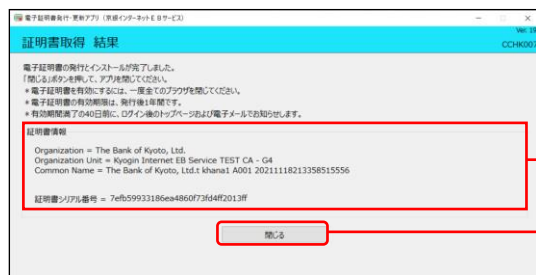 電子証明書発行・更新アプリ(京銀インターネットEBサービス)
Ver. 19
証明書取得 結果
CCHK007
電子証明書の発行とインストールが完了しました。
「閉じる」ボタンを押して、アプリを閉じてください。
*電子証明書を有効にするには、一度全てのブラウザを閉じてください。
*電子証明書の有効期限は、発行後1年間です。
*有効期間満了の40日前に、ログイン後のトップページおよび電子メールでお知らせします。
証明書情報
Organization = The Bank of Kyoto, Ltd.
Organization Unit = Kyogin Internet EB Service TEST CA - G4
Common Name = The Bank of Kyoto, Ltd.t khana1 A001 20211118213358515556
証明書シリアル番号 = 7efb59933186ea4860f73fd4ff2013ff
閉じる